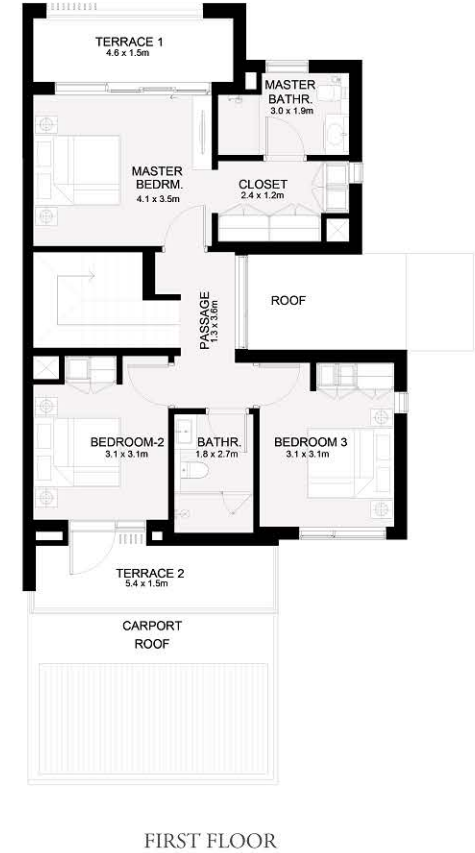 TERRACE 1
4.6 x 1.5m
MASTER
BATHR.
3.0 x 1.9m
MASTER
BEDRM.
4.1 x 3.5m
CLOSET
2.4 x 1.2m
ROOF
PASSAGE
1.3 x 3.6m
BEDROOM-2
3.1 x 3.1m
BATHR.
1.8 x 2.7m
BEDROOM 3
3.1 x 3.1m
TERRACE 2
5.4 x 1.5m
CARPORT
ROOF
FIRST FLOOR